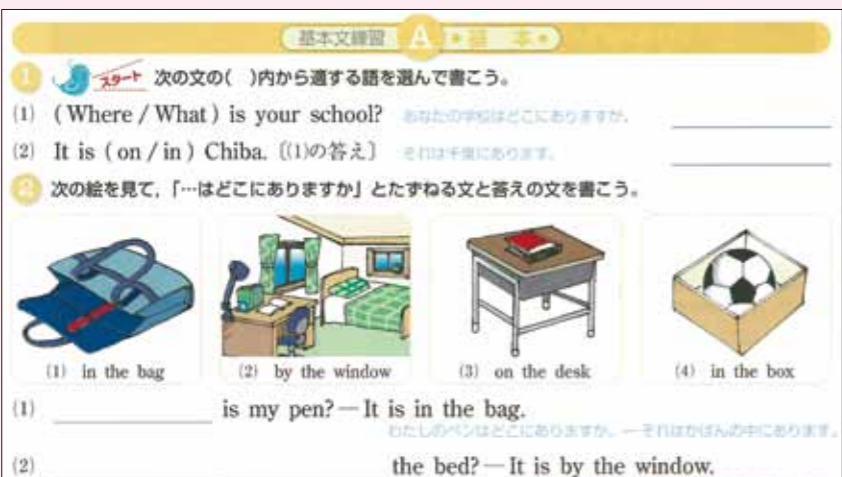 基本文練習 A 基本
1 スタート 次の文の( )内から適する語を選んで書こう。
(1) ( Where / What ) is your school? あなたの学校はどこにありますか。
(2) It is ( on / in ) Chiba.〔(1)の答え〕 それは千葉にあります。
2 次の絵を見て,「…はどこにありますか」とたずねる文と答えの文を書こう。
(1) in the bag
(2) by the window
(3) on the desk
(4) in the box
(1) is my pen? — It is in the bag.
わたしのペンはどこにありますか。— それはかばんの中にあります。
(2) the bed? — It is by the window.